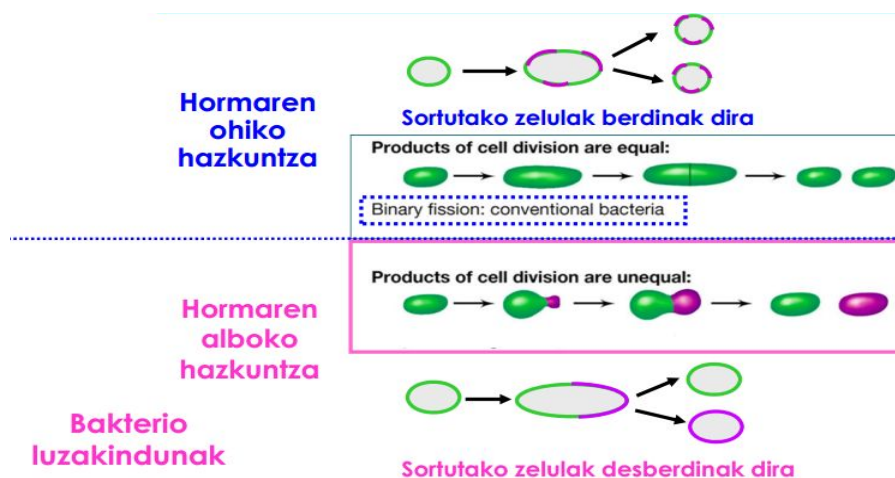 Hormaren
ohiko
hazkuntza
Sortutako zelulak berdinak dira
Products of cell division are equal:
Binary fission: conventional bacteria
Hormaren
alboko
hazkuntza
Products of cell division are unequal:
Bakterio
luzakindunak
Sortutako zelulak desberdinak dira